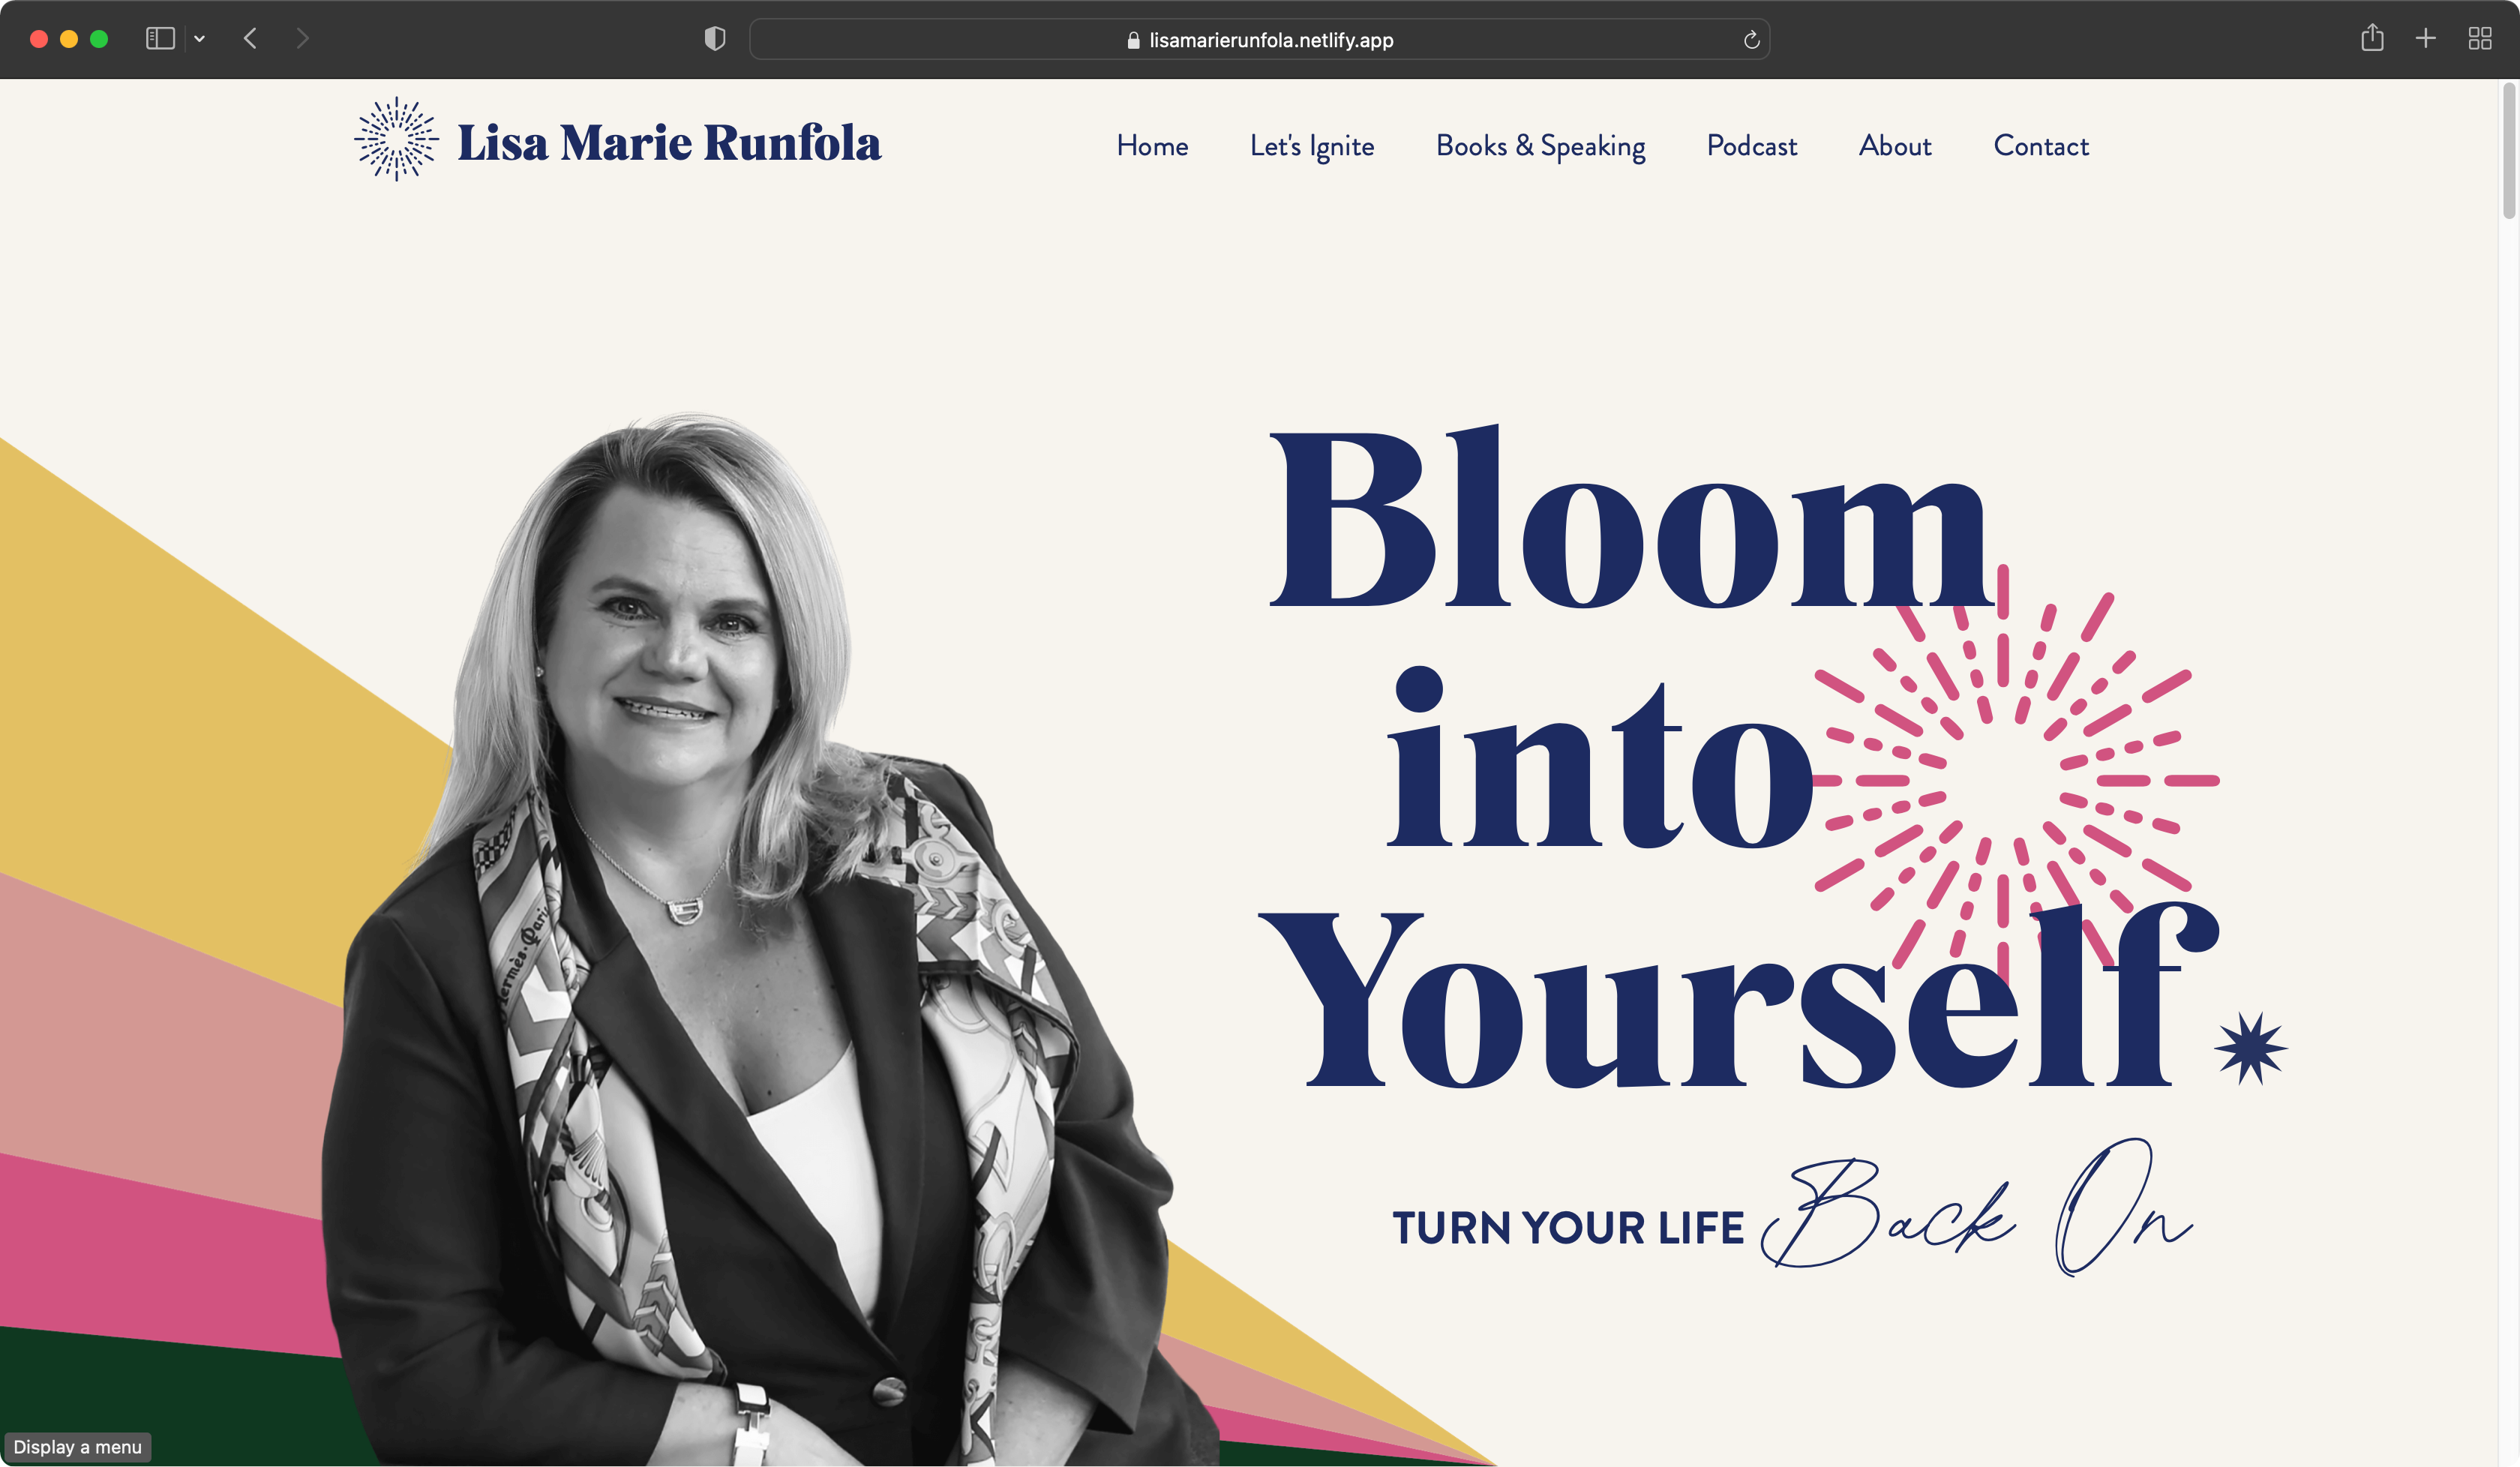 lisamarierunfola.netlify.app
Lisa Marie Runfola
Home Let's Ignite Books & Speaking Podcast About Contact
Bloom
into
Yourself
TURN YOUR LIFE Back On
Hermès-Paris
Display a menu